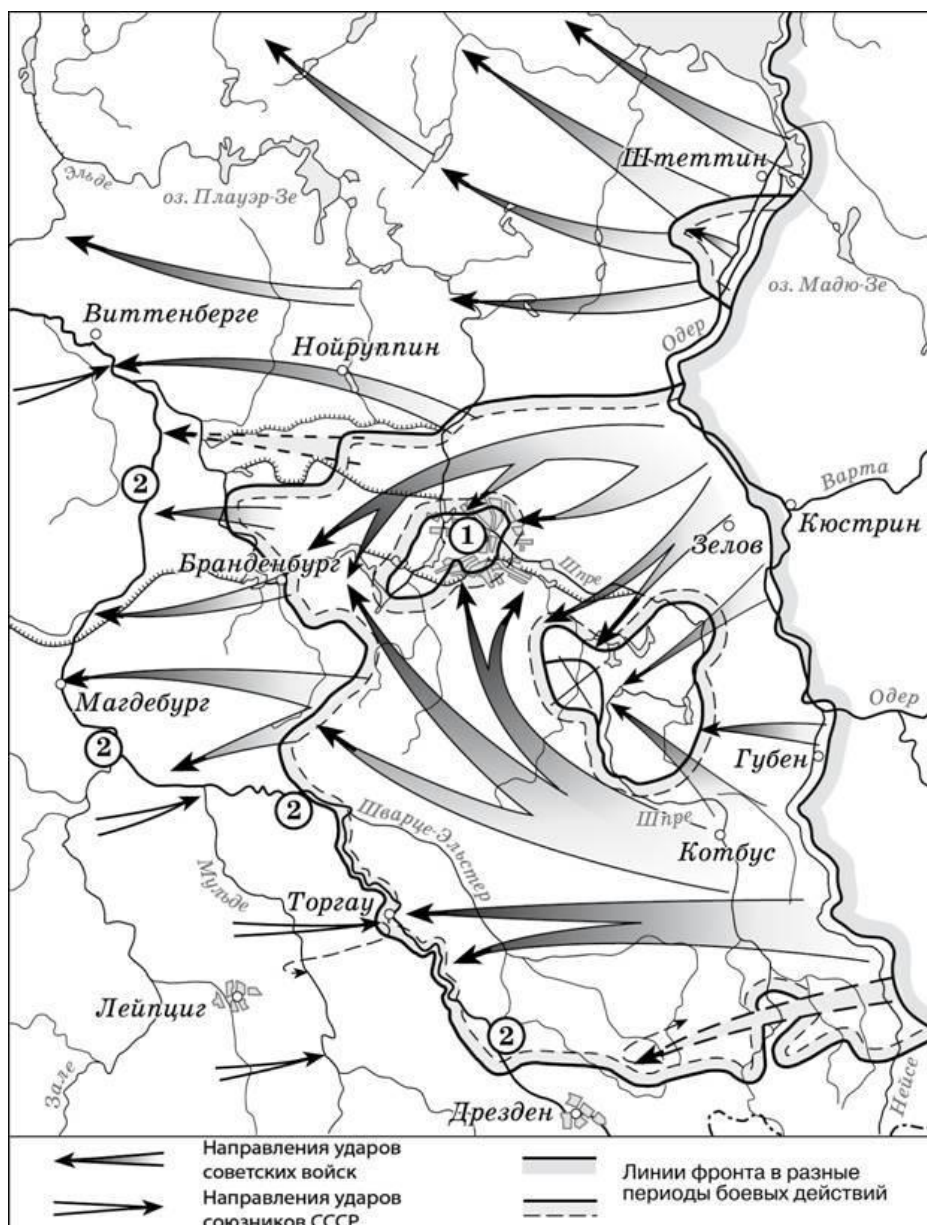 Штеттин
Эльде
оз. Плауэр-Зе
оз. Мадю-Зе
Виттенберге
Одер
Нойруппин
2
Варта
1
Кюстрин
Зелов
Шпре
Бранденбург
Магдебург
Одер
2
Губен
2
Шварце-Эльстер
Шпре
Котбус
Мульде
Торгау
Лейпциг
2
Зале
Дрезден
Нейсе
Направления ударов
советских войск
Направления ударов
союзников СССР
Линии фронта в разные
периоды боевых действий